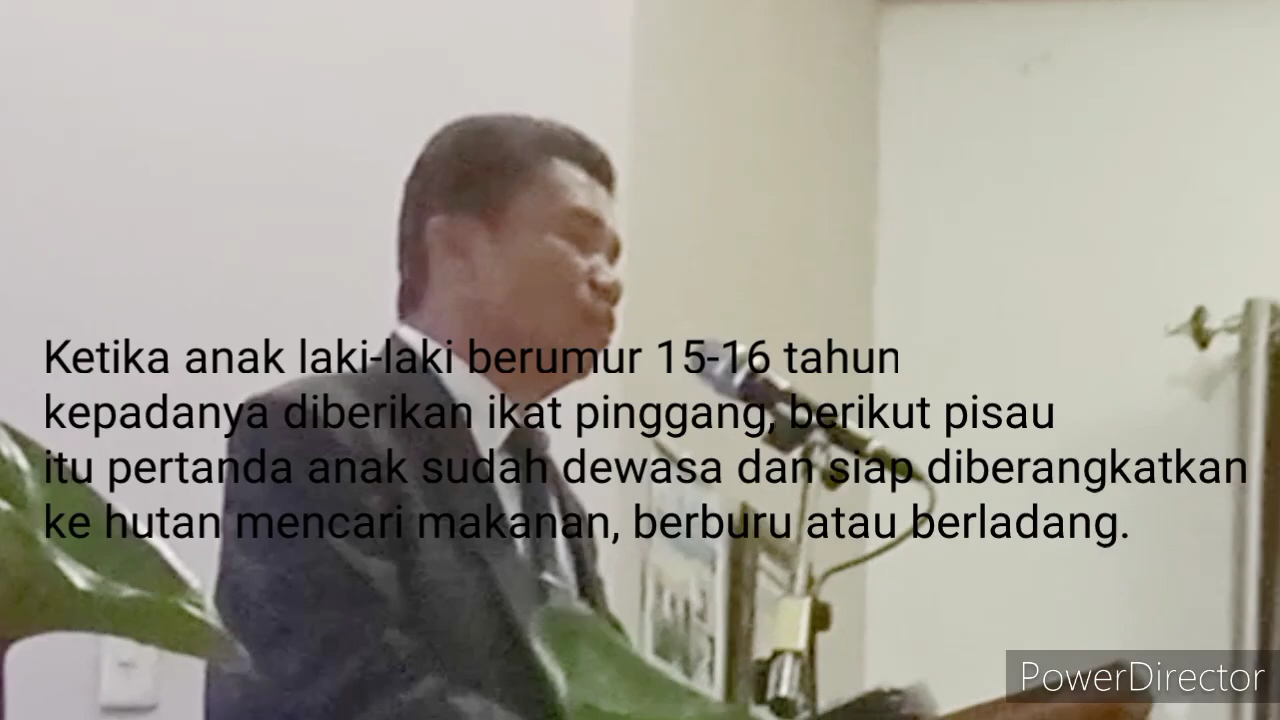 Ketika anak laki-laki berumur 15-16 tahun
kepadanya diberikan ikat pinggang, berikut pisau
itu pertanda anak sudah dewasa dan siap diberangkatkan
ke hutan mencari makanan, berburu atau berladang.
PowerDirector